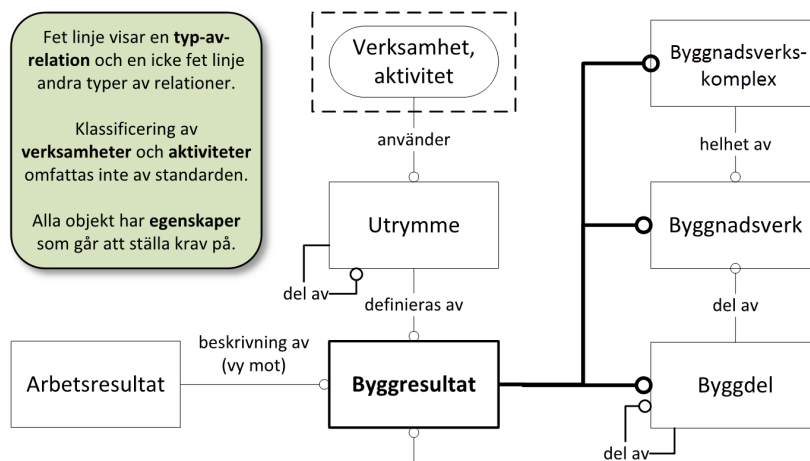 Fet linje visar en typ-av-
relation och en icke fet linje
andra typer av relationer.
Klassificering av
verksamheter och aktiviteter
omfattas inte av standarden.
Alla objekt har egenskaper
som går att ställa krav på.
Verksamhet,
aktivitet
använder
Utrymme
del av
definieras av
Arbetsresultat
beskrivning av
(vy mot)
Byggresultat
Byggnadsverks-
komplex
helhet av
Byggnadsverk
del av
Byggdel
del av